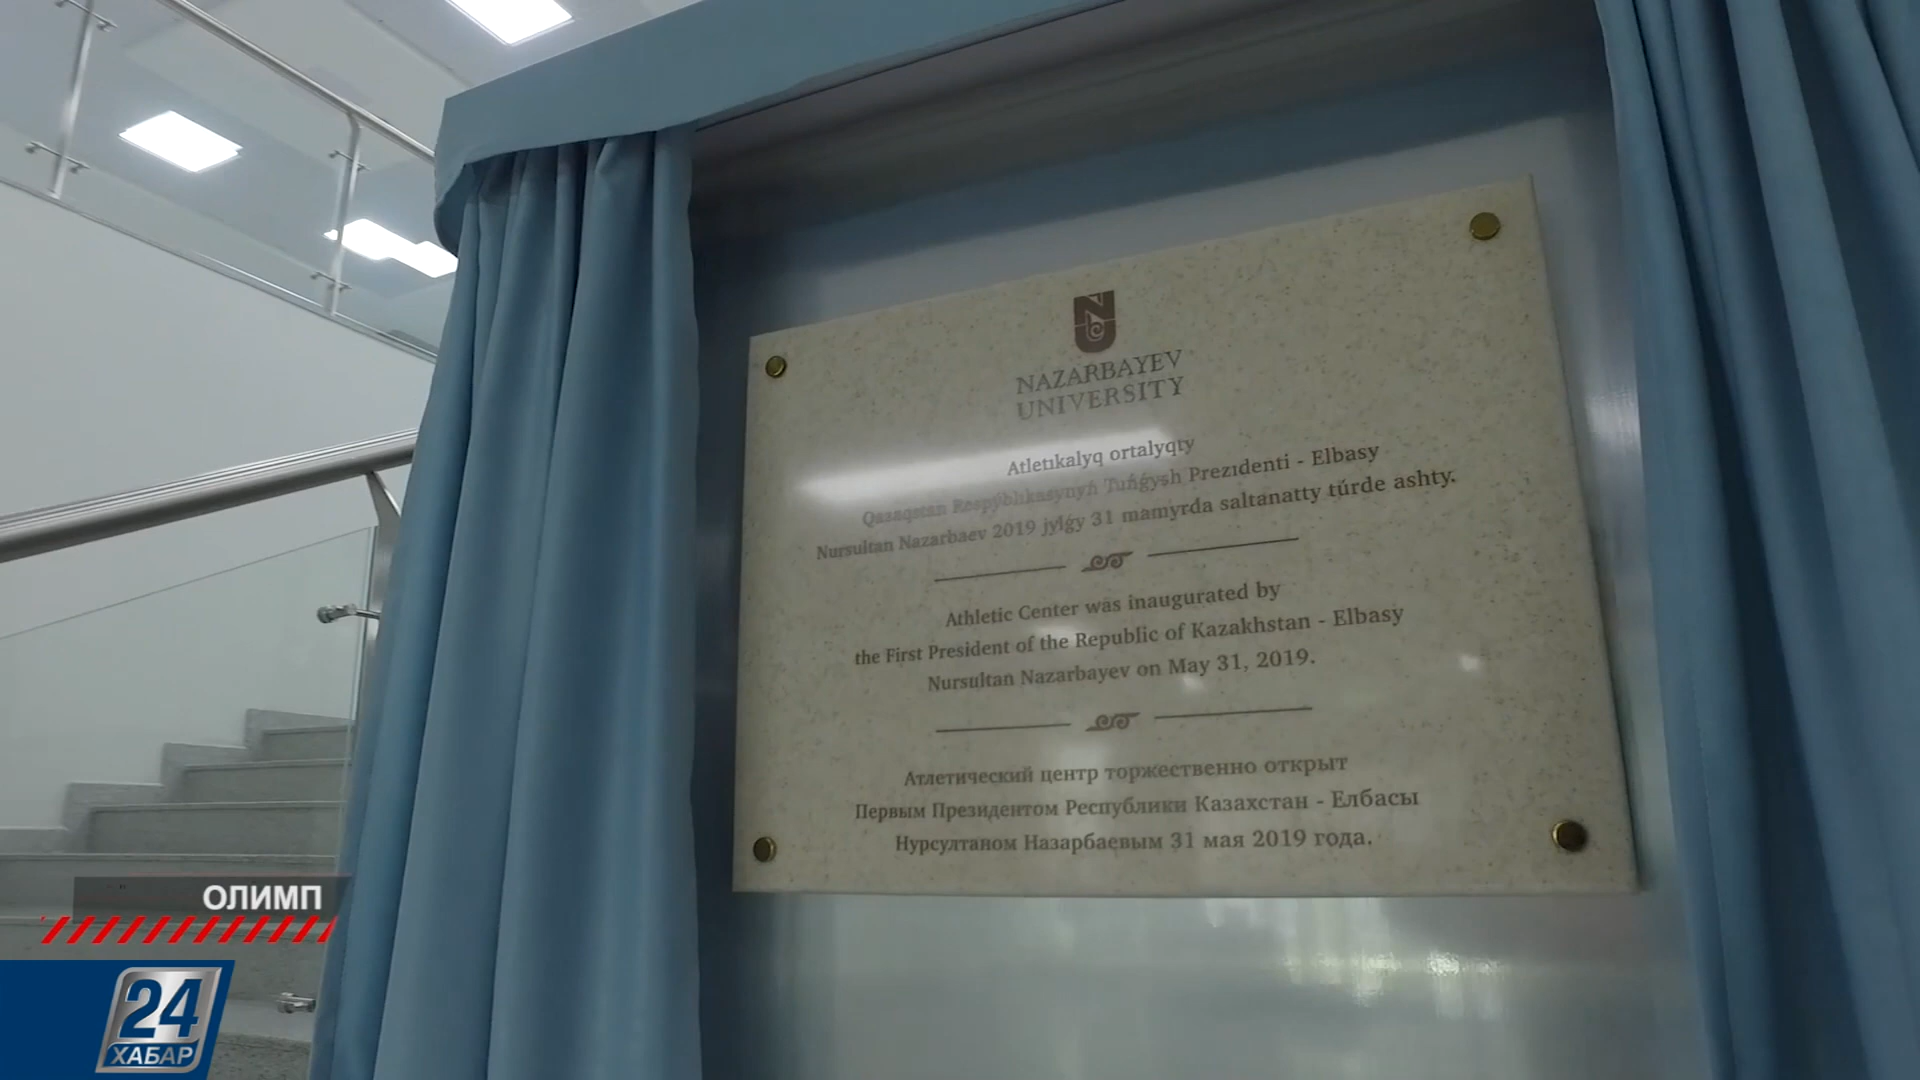 NAZARBAYEV
UNIVERSITY
Atletıkalyq ortalyqty
Qazaqstan Respýblıkasynyń Tuńǵysh Prezıdenti - Elbasy
Nursultan Nazarbaev 2019 jylǵy 31 mamyrda saltanatty túrde ashty.
Athletic Center was inaugurated by
the First President of the Republic of Kazakhstan - Elbasy
Nursultan Nazarbayev on May 31, 2019.
Атлетический центр торжественно открыт
Первым Президентом Республики Казахстан - Елбасы
Нурсултаном Назарбаевым 31 мая 2019 года.
ОЛИМП
24
ХАБАР